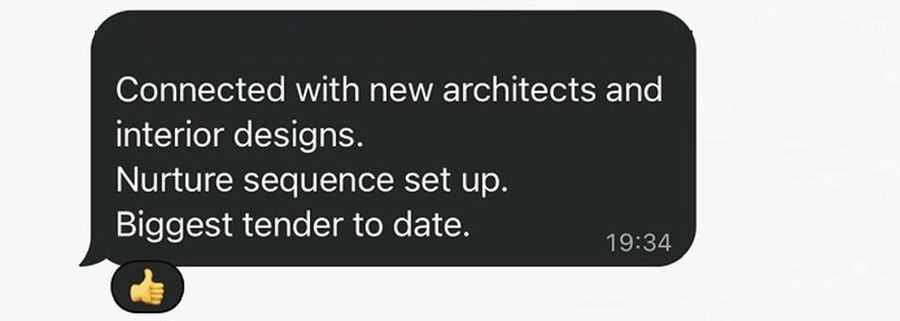 Connected with new architects and
interior designs.
Nurture sequence set up.
Biggest tender to date.
19:34